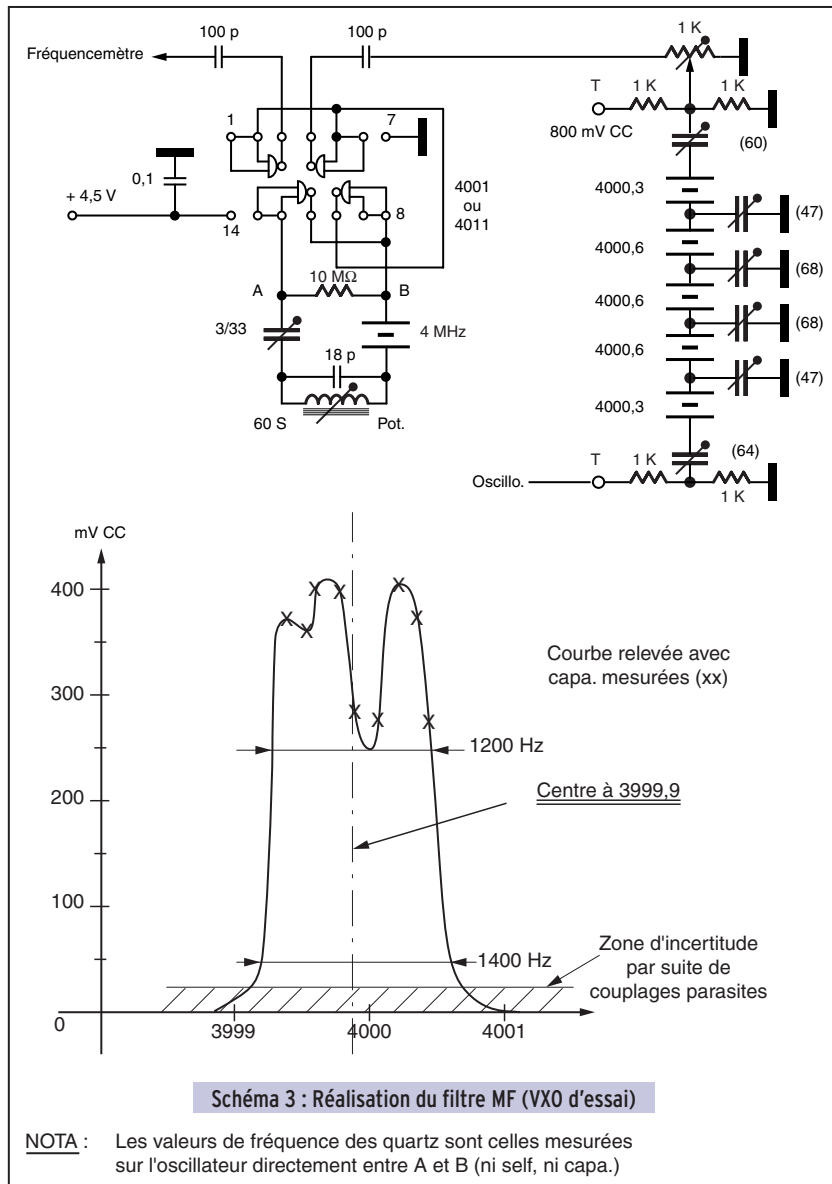 100 p
100 p
1 K
Fréquencemètre
T
1 K
1 K
1
7
800 mV CC
(60)
0,1
+ 4,5 V
14
8
4001
ou
4011
4000,3
(47)
4000,6
(68)
A
10 MΩ
B
4000,6
(68)
3/33
4 MHz
4000,6
(47)
18 p
4000,3
60 S
Pot.
(64)
T
1 K
Oscillo.
1 K
mV CC
400
300
200
100
0
Courbe relevée avec
capa. mesurées (xx)
1200 Hz
Centre à 3999,9
1400 Hz
Zone d'incertitude
par suite de
couplages parasites
3999
4000
4001
Schéma 3 : Réalisation du filtre MF (VXO d'essai)
NOTA : Les valeurs de fréquence des quartz sont celles mesurées
sur l'oscillateur directement entre A et B (ni self, ni capa.)